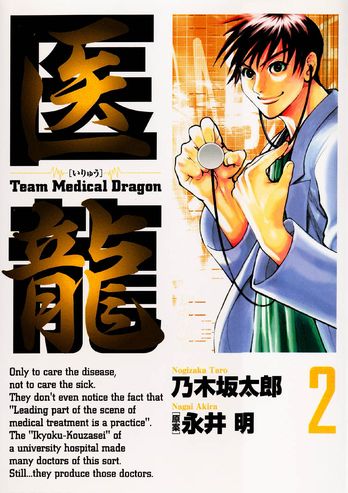 医
[いりゅう]
Team Medical Dragon
龍
Only to care the disease,
not to care the sick.
They don't even notice the fact that
"Leading part of the scene of
medical treatment is a practice".
The "Ikyoku-Kouzasei" of
a university hospital made
many doctors of this sort.
Still...they produce those doctors.
Nogizaka Taro
乃木坂太郎
Nagai Akira
[原案]永井 明
2